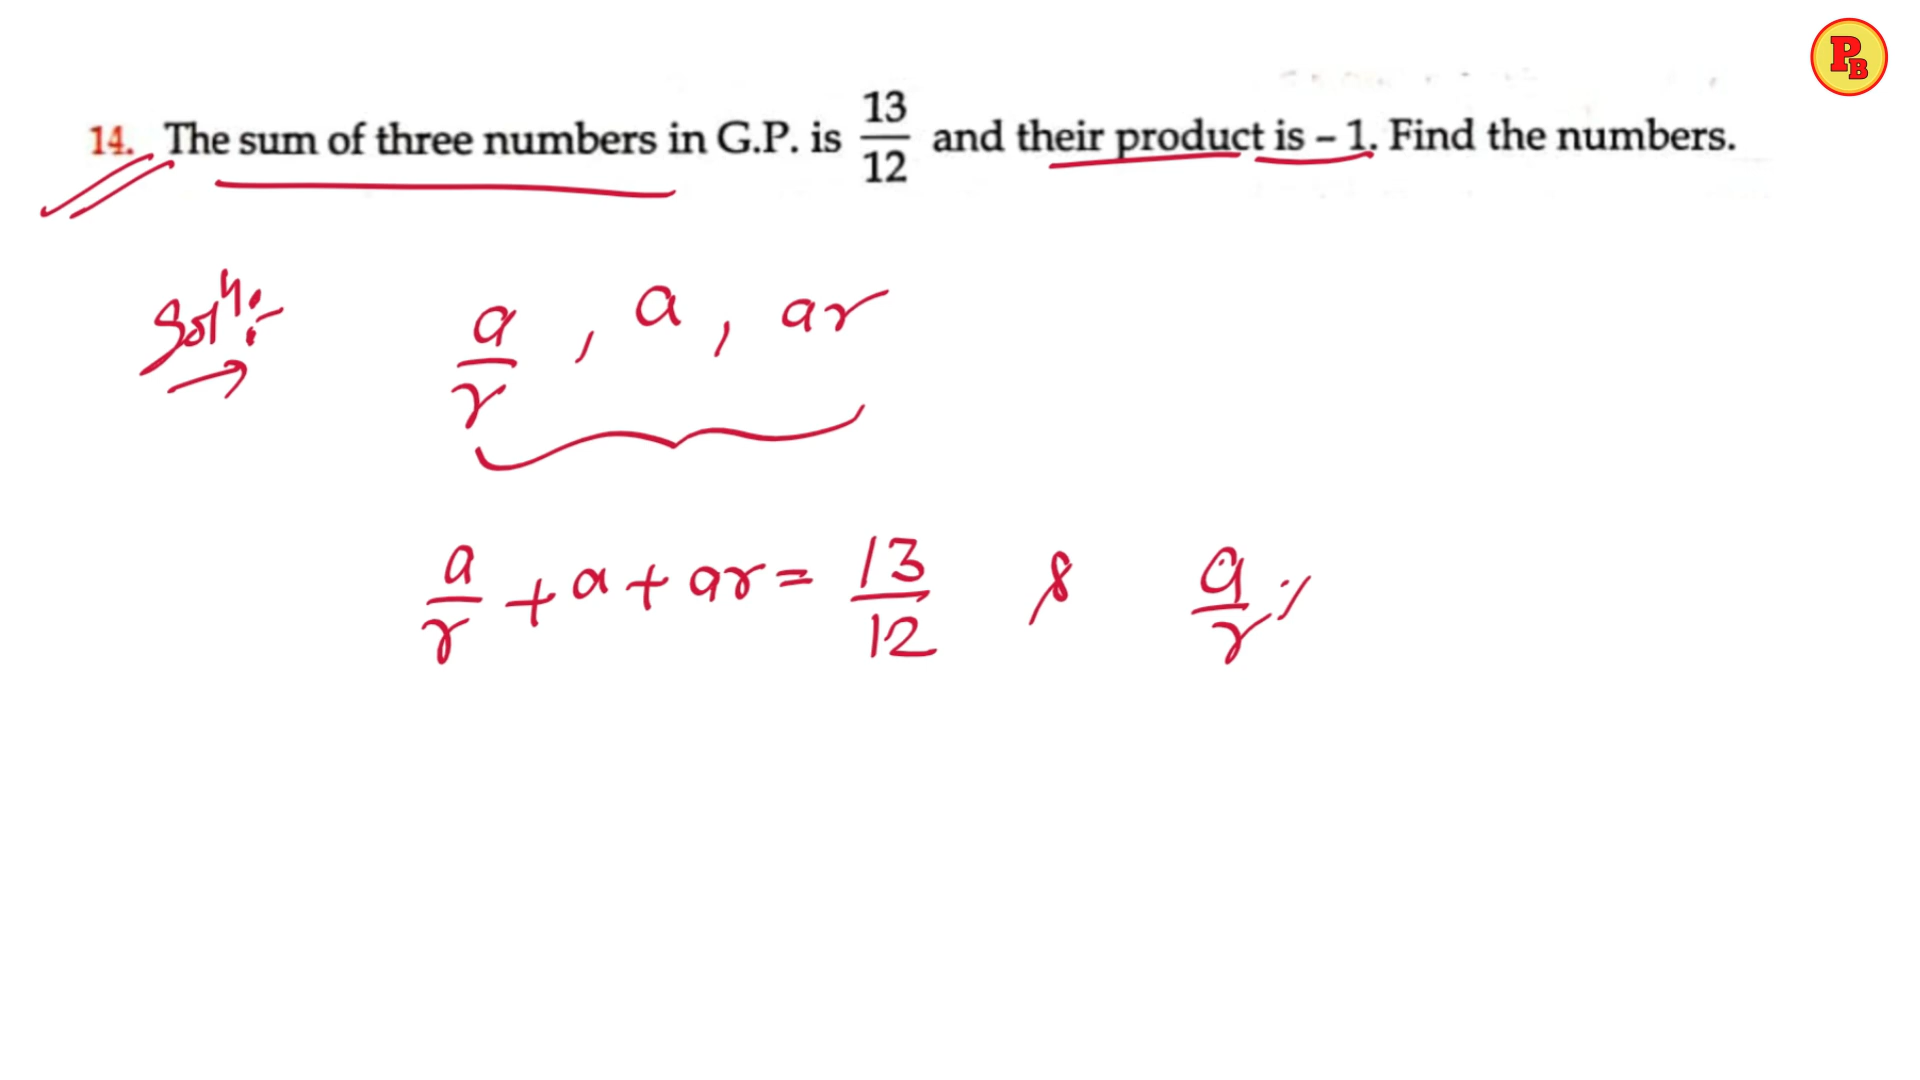 PB
14. The sum of three numbers in G.P. is 13/12 and their product is – 1. Find the numbers.
Solⁿ:-
a/r , a , ar
a/r + a + ar = 13/12 & a/r